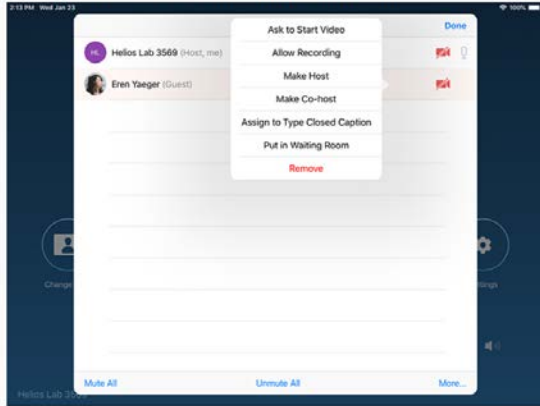 2:13 PM Wed Jan 23
100%
Done
HL
Helios Lab 3569 (Host, me)
Eren Yaeger (Guest)
Ask to Start Video
Allow Recording
Make Host
Make Co-host
Assign to Type Closed Caption
Put in Waiting Room
Remove
Change
ttings
Mute All
Unmute All
More...
Helios Lab 35